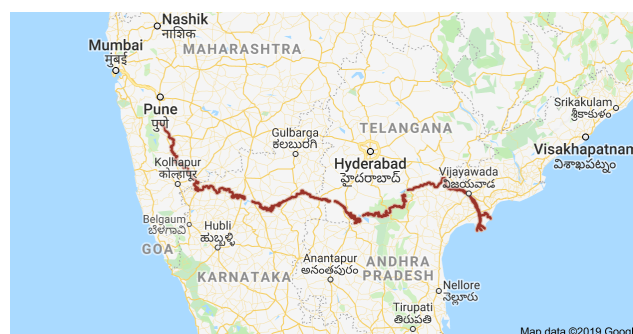 Nashik
नाशिक
Mumbai
मुंबई
MAHARASHTRA
Pune
पुणे
Srikakulam
శ్రీకాకుళం
Gulbarga
ಕಲಬುರಗಿ
TELANGANA
Visakhapatnam
విశాఖపట్నం
Kolhapur
कोल्हापूर
Hyderabad
హైదరాబాద్
Vijayawada
విజయవాడ
Belgaum
ಬೆಳಗಾವಿ
Hubli
ಹುಬ್ಬಳ್ಳಿ
GOA
Anantapur
అనంతపురం
ANDHRA
PRADESH
KARNATAKA
Nellore
నెల్లూరు
Tirupati
తిరుపతి
Map data ©2019 Goog